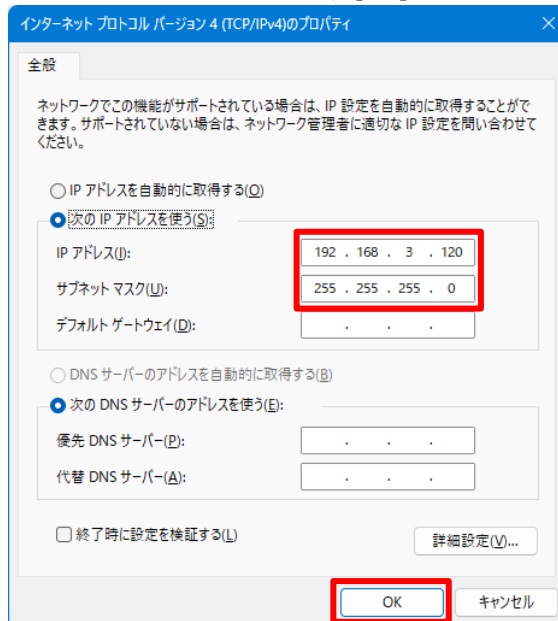 インターネット プロトコル バージョン 4 (TCP/IPv4)のプロパティ
全般
ネットワークでこの機能がサポートされている場合は、IP 設定を自動的に取得することがで
きます。サポートされていない場合は、ネットワーク管理者に適切な IP 設定を問い合わせて
ください。
IP アドレスを自動的に取得する(O)
次の IP アドレスを使う(S):
IP アドレス(I): 192 . 168 . 3 . 120
サブネット マスク(U): 255 . 255 . 255 . 0
デフォルト ゲートウェイ(D): . . .
DNS サーバーのアドレスを自動的に取得する(B)
次の DNS サーバーのアドレスを使う(E):
優先 DNS サーバー(P): . . .
代替 DNS サーバー(A): . . .
終了時に設定を検証する(L)
詳細設定(V)...
OK キャンセル